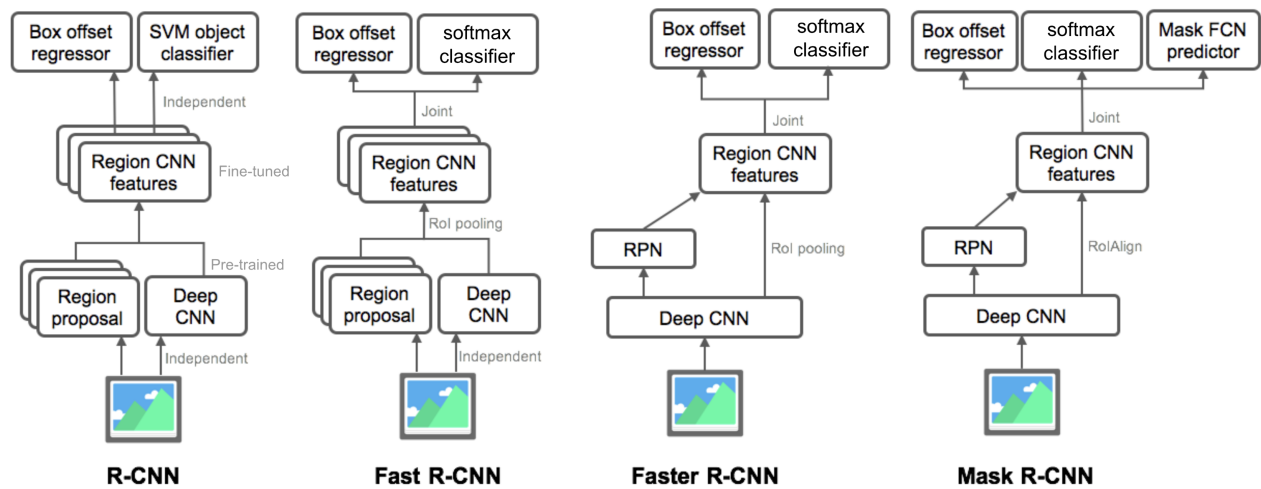 Box offset
regressor
SVM object
classifier
Independent
Region CNN
features
Fine-tuned
Pre-trained
Region
proposal
Deep
CNN
Independent
R-CNN
Box offset
regressor
softmax
classifier
Joint
Region CNN
features
RoI pooling
Region
proposal
Deep
CNN
Independent
Fast R-CNN
Box offset
regressor
softmax
classifier
Joint
Region CNN
features
RPN
RoI pooling
Deep CNN
Faster R-CNN
Box offset
regressor
softmax
classifier
Mask FCN
predictor
Joint
Region CNN
features
RPN
RoIAlign
Deep CNN
Mask R-CNN